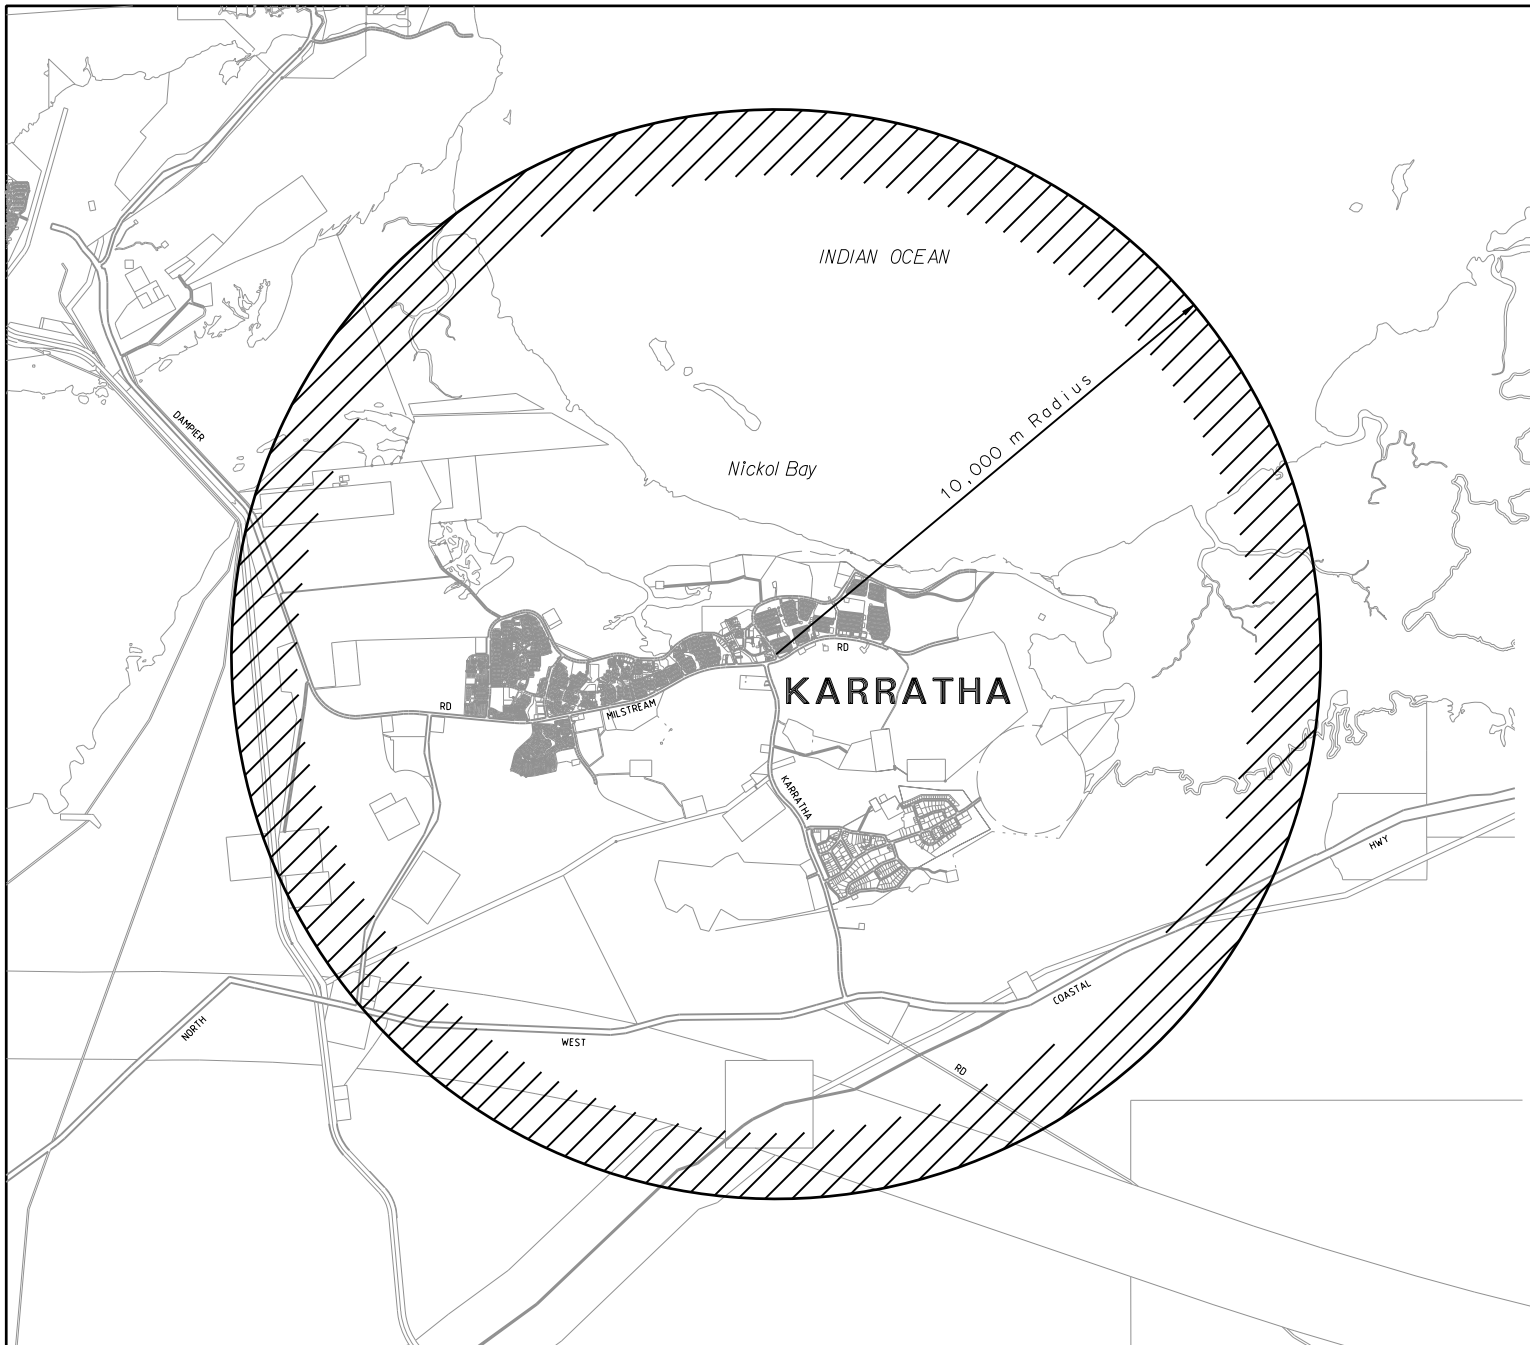 INDIAN OCEAN
10,000 m Radius
DAMPIER
Nickol Bay
RD
KARRATHA
RD
MILSTREAM
KARRATHA
HWY
COASTAL
NORTH
WEST
RD